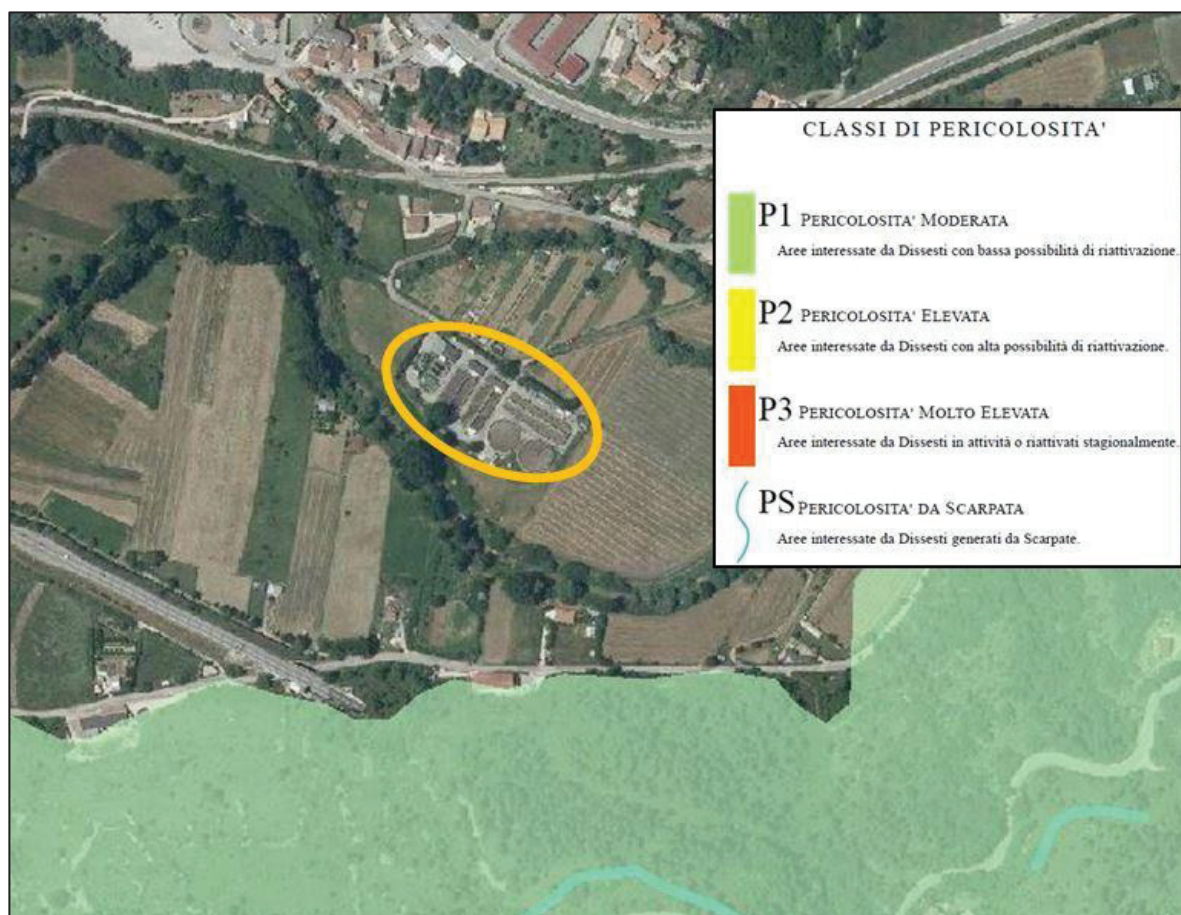 CLASSI DI PERICOLOSITA'
P1 PERICOLOSITA' MODERATA
Aree interessate da Dissesti con bassa possibilità di riattivazione.
P2 PERICOLOSITA' ELEVATA
Aree interessate da Dissesti con alta possibilità di riattivazione.
P3 PERICOLOSITA' MOLTO ELEVATA
Aree interessate da Dissesti in attività o riattivati stagionalmente.
PS PERICOLOSITA' DA SCARPATA
Aree interessate da Dissesti generati da Scarpate.